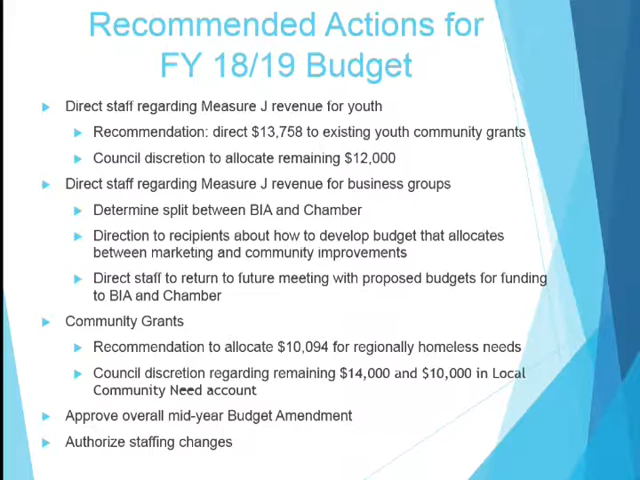 Recommended Actions for
FY 18/19 Budget
Direct staff regarding Measure J revenue for youth
Recommendation: direct $13,758 to existing youth community grants
Council discretion to allocate remaining $12,000
Direct staff regarding Measure J revenue for business groups
Determine split between BIA and Chamber
Direction to recipients about how to develop budget that allocates
between marketing and community improvements
Direct staff to return to future meeting with proposed budgets for funding
to BIA and Chamber
Community Grants
Recommendation to allocate $10,094 for regionally homeless needs
Council discretion regarding remaining $14,000 and $10,000 in Local
Community Need account
Approve overall mid-year Budget Amendment
Authorize staffing changes